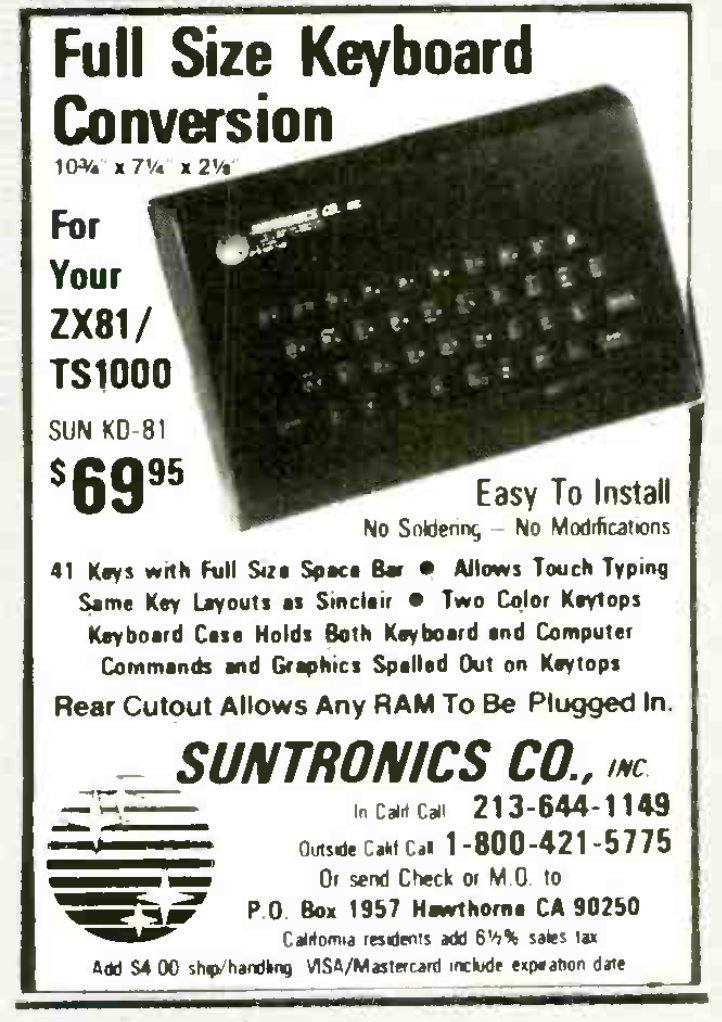 Full Size Keyboard
Conversion
10¾" x 7¼" x 2⅛"
For
Your
ZX81/
TS1000
SUN KD-81
$69⁹⁵
SUNTRONICS CO. INC
Easy To Install
No Soldering — No Modifications
41 Keys with Full Size Space Bar ● Allows Touch Typing
Same Key Layouts as Sinclair ● Two Color Keytops
Keyboard Case Holds Both Keyboard and Computer
Commands and Graphics Spelled Out on Keytops
Rear Cutout Allows Any RAM To Be Plugged In.
SUNTRONICS CO., INC.
In Calif Call 213-644-1149
Outside Calif Call 1-800-421-5775
Or send Check or M.O. to
P.O. Box 1957 Hawthorne CA 90250
California residents add 6½% sales tax
Add $4 00 ship/handling VISA/Mastercard include expiration date